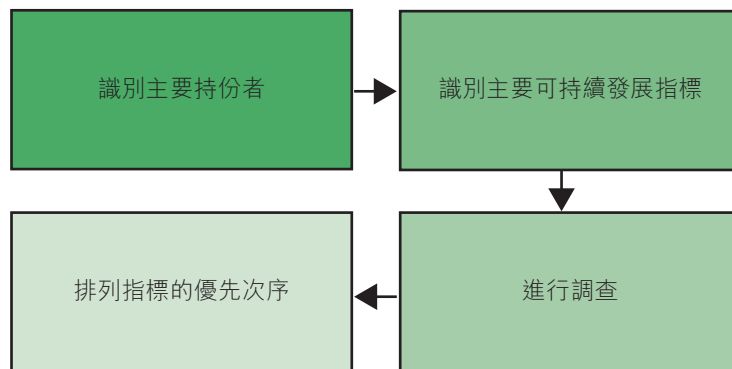 識別主要持份者
識別主要可持續發展指標
進行調查
排列指標的優先次序